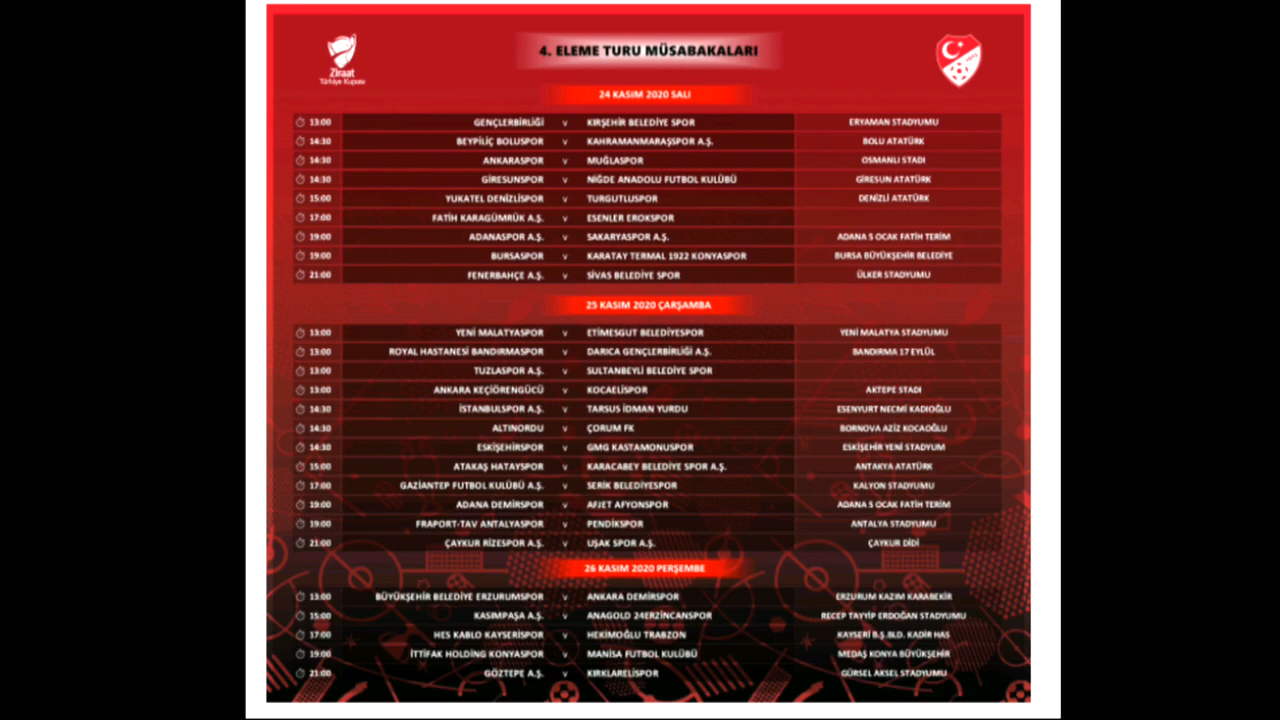 Ziraat
Türkiye Kupası
4. ELEME TURU MÜSABAKALARI
24 KASIM 2020 SALI
13:00 GENÇLERBİRLİĞİ v KIRŞEHİR BELEDİYE SPOR ERYAMAN STADYUMU
14:30 BEYPİLİÇ BOLUSPOR v KAHRAMANMARAŞSPOR A.Ş. BOLU ATATÜRK
14:30 ANKARASPOR v MUĞLASPOR OSMANLI STADI
14:30 GİRESUNSPOR v NİĞDE ANADOLU FUTBOL KULÜBÜ GİRESUN ATATÜRK
15:00 YUKATEL DENİZLİSPOR v TURGUTLUSPOR DENİZLİ ATATÜRK
17:00 FATİH KARAGÜMRÜK A.Ş. v ESENLER EROKSPOR
19:00 ADANASPOR A.Ş. v SAKARYASPOR A.Ş. ADANA 5 OCAK FATİH TERİM
19:00 BURSASPOR v KARATAY TERMAL 1922 KONYASPOR BURSA BÜYÜKŞEHİR BELEDİYE
21:00 FENERBAHÇE A.Ş. v SİVAS BELEDİYE SPOR ÜLKER STADYUMU
25 KASIM 2020 ÇARŞAMBA
13:00 YENİ MALATYASPOR v ETİMESGUT BELEDİYESPOR YENİ MALATYA STADYUMU
13:00 ROYAL HASTANESİ BANDIRMASPOR v DARICA GENÇLERBİRLİĞİ A.Ş. BANDIRMA 17 EYLÜL
13:00 TUZLASPOR A.Ş. v SULTANBEYLİ BELEDİYE SPOR
13:00 ANKARA KEÇİÖRENGÜCÜ v KOCAELİSPOR AKTEPE STADI
14:30 İSTANBULSPOR A.Ş. v TARSUS İDMAN YURDU ESENYURT NECMİ KADIOĞLU
14:30 ALTINORDU v ÇORUM FK BORNOVA AZİZ KOCAOĞLU
14:30 ESKİŞEHİRSPOR v GMG KASTAMONUSPOR ESKİŞEHİR YENİ STADYUM
15:00 ATAKAŞ HATAYSPOR v KARACABEY BELEDİYE SPOR A.Ş. ANTAKYA ATATÜRK
17:00 GAZİANTEP FUTBOL KULÜBÜ A.Ş. v SERİK BELEDİYESPOR KALYON STADYUMU
19:00 ADANA DEMİRSPOR v AFJET AFYONSPOR ADANA 5 OCAK FATİH TERİM
19:00 FRAPORT-TAV ANTALYASPOR v PENDİKSPOR ANTALYA STADYUMU
21:00 ÇAYKUR RİZESPOR A.Ş. v UŞAK SPOR A.Ş. ÇAYKUR DİDİ
26 KASIM 2020 PERŞEMBE
13:00 BÜYÜKŞEHİR BELEDİYE ERZURUMSPOR v ANKARA DEMİRSPOR ERZURUM KAZIM KARABEKİR
15:00 KASIMPAŞA A.Ş. v ANAGOLD 24ERZİNCANSPOR RECEP TAYYİP ERDOĞAN STADYUMU
17:00 HES KABLO KAYSERİSPOR v HEKİMOĞLU TRABZON KAYSERİ B.Ş.BLD. KADİR HAS
19:00 İTTİFAK HOLDİNG KONYASPOR v MANİSA FUTBOL KULÜBÜ MEDAŞ KONYA BÜYÜKŞEHİR
21:00 GÖZTEPE A.Ş. v KIRKLARELİSPOR GÜRSEL AKSEL STADYUMU